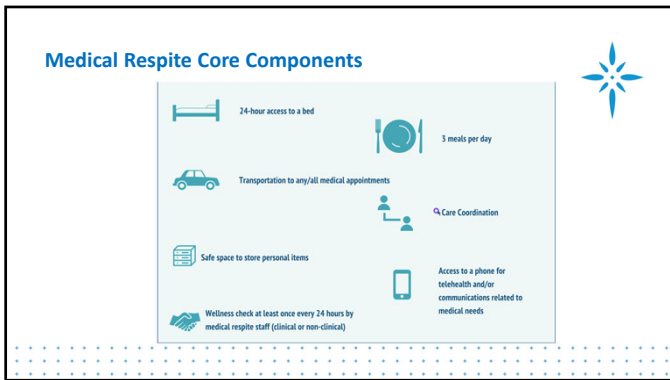 Medical Respite Core Components
24-hour access to a bed
3 meals per day
Transportation to any/all medical appointments
Care Coordination
Safe space to store personal items
Access to a phone for
telehealth and/or
communications related to
medical needs
Wellness check at least once every 24 hours by
medical respite staff (clinical or non-clinical)